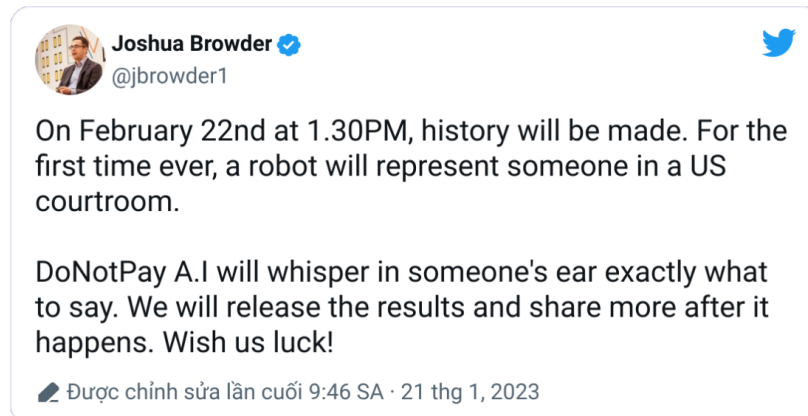 Joshua Browder
@jbrowder1
On February 22nd at 1.30PM, history will be made. For the
first time ever, a robot will represent someone in a US
courtroom.
DoNotPay A.I will whisper in someone's ear exactly what
to say. We will release the results and share more after it
happens. Wish us luck!
Được chỉnh sửa lần cuối 9:46 SA · 21 thg 1, 2023